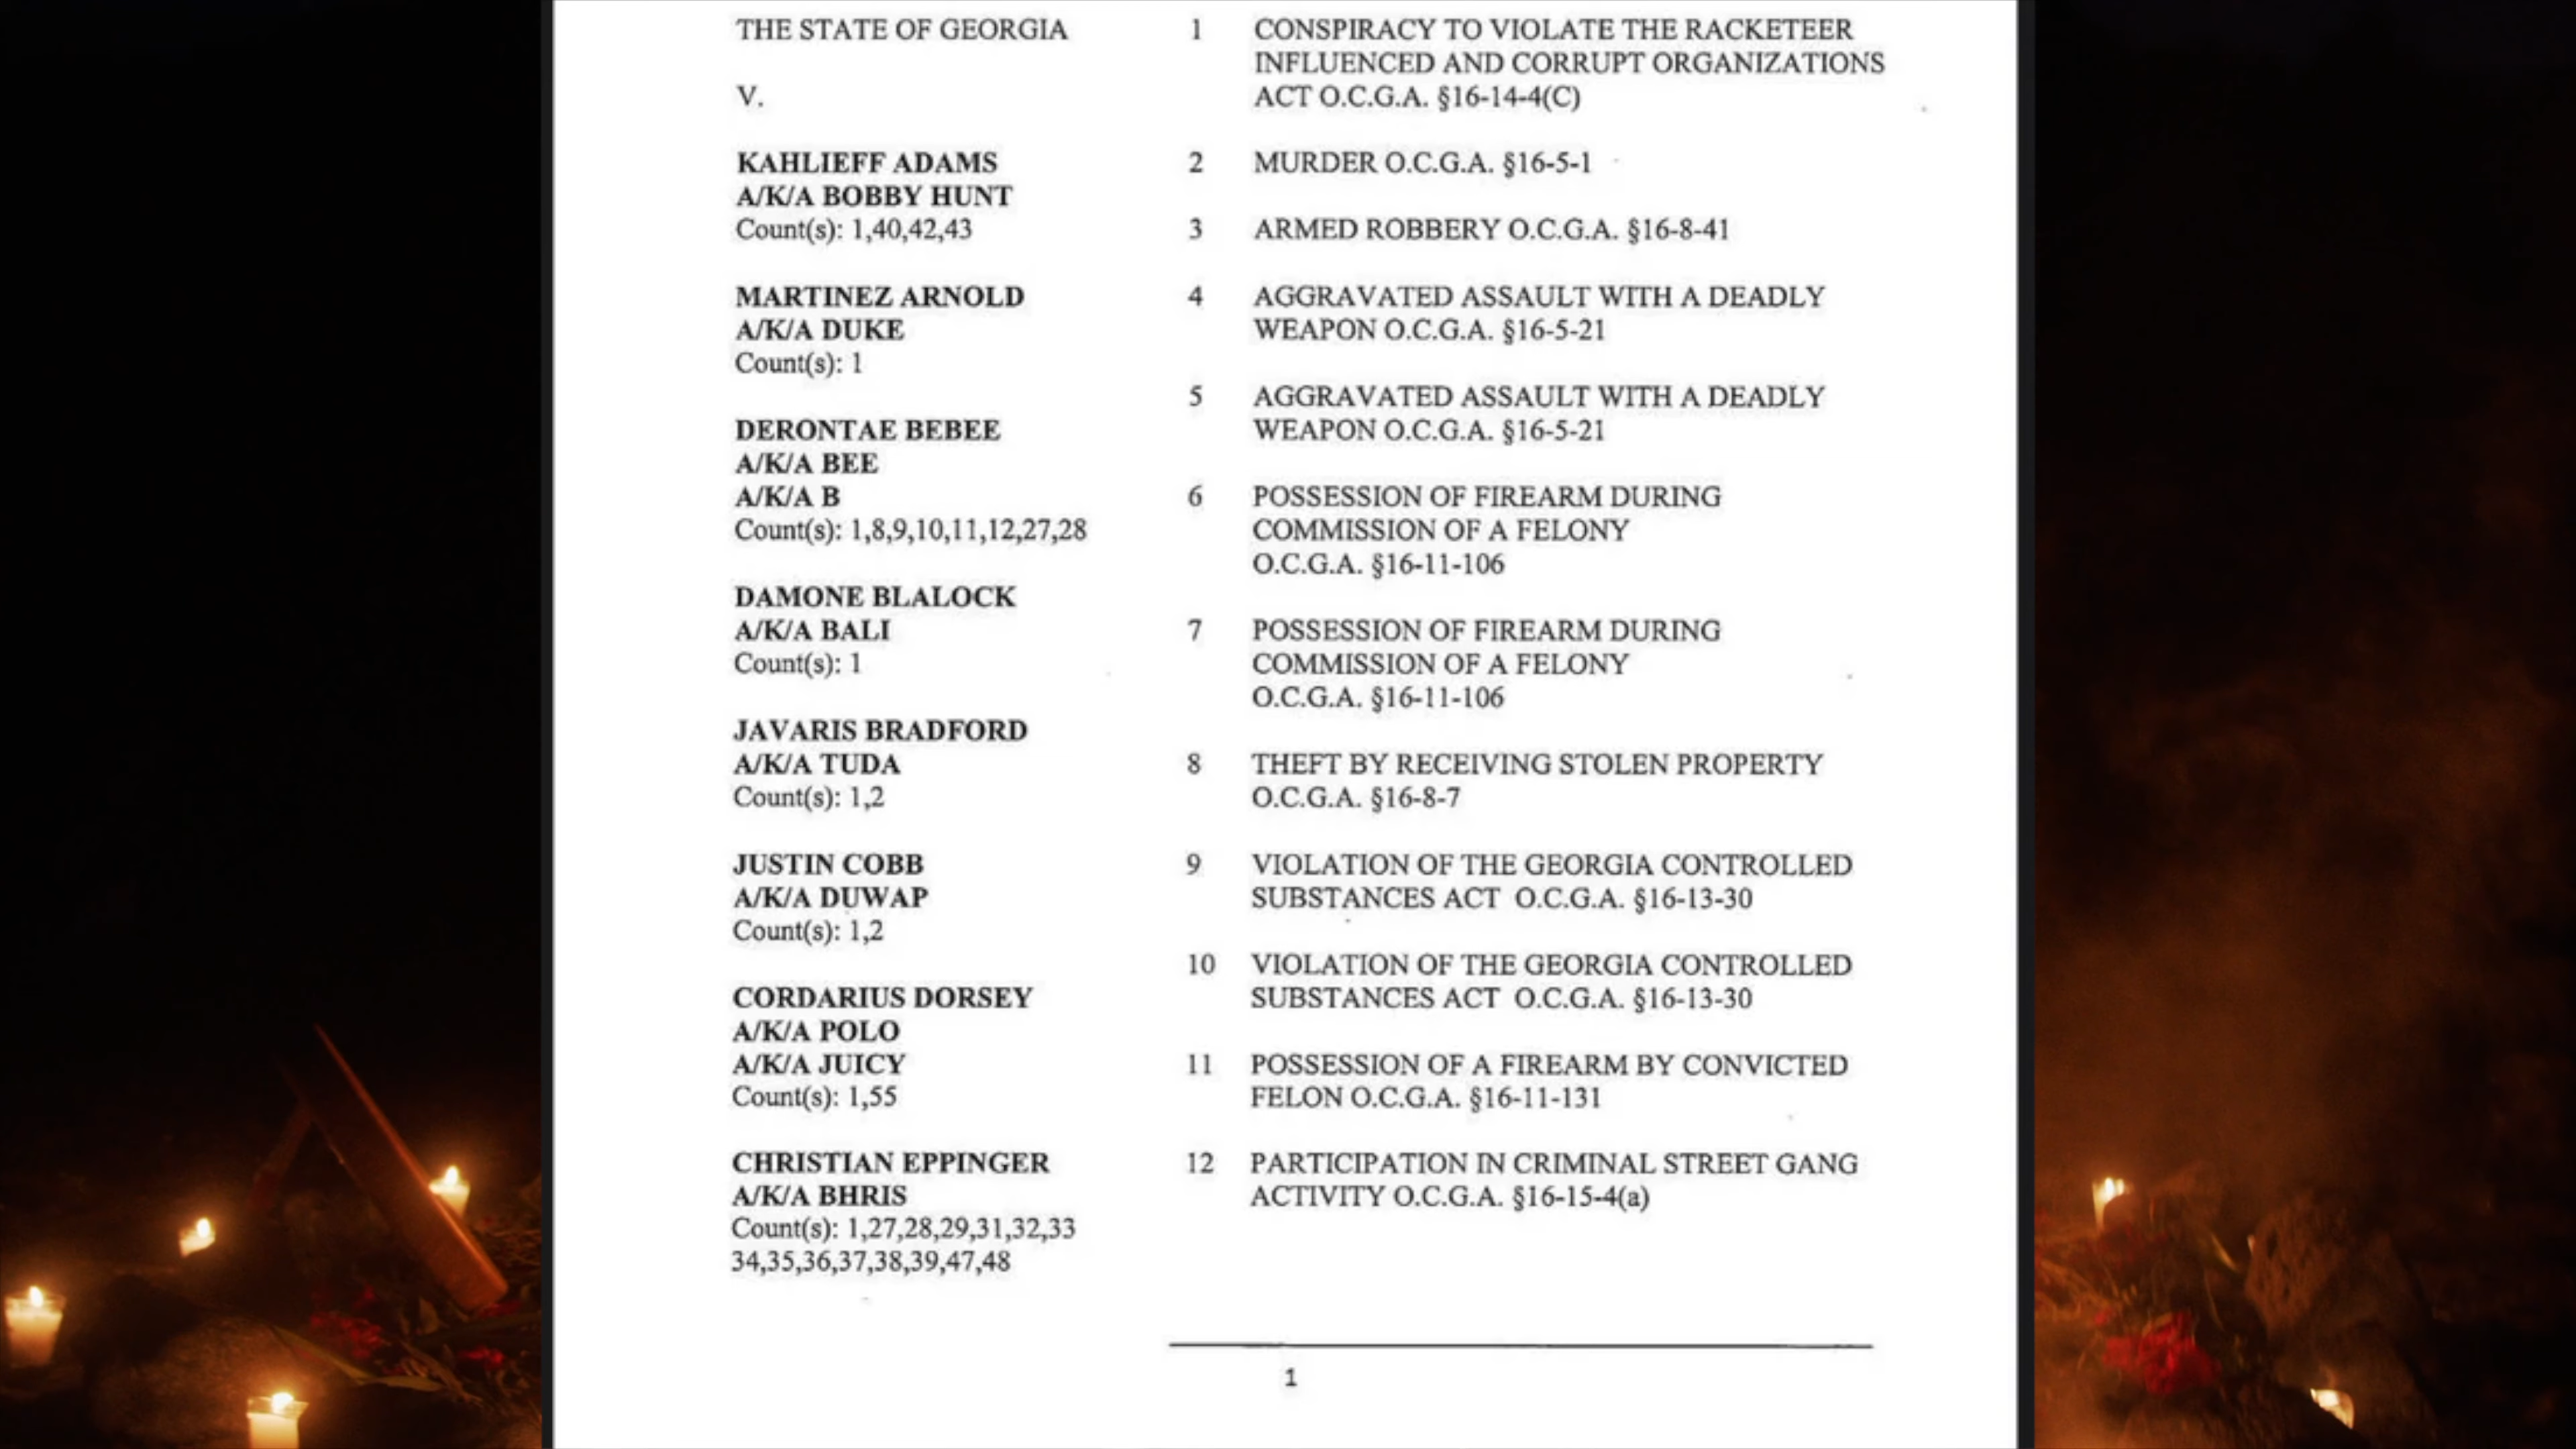 THE STATE OF GEORGIA
V.
KAHLIEFF ADAMS
A/K/A BOBBY HUNT
Count(s): 1,40,42,43
MARTINEZ ARNOLD
A/K/A DUKE
Count(s): 1
DERONTAE BEBEE
A/K/A BEE
A/K/A B
Count(s): 1,8,9,10,11,12,27,28
DAMONE BLALOCK
A/K/A BALI
Count(s): 1
JAVARIS BRADFORD
A/K/A TUDA
Count(s): 1,2
JUSTIN COBB
A/K/A DUWAP
Count(s): 1,2
CORDARIUS DORSEY
A/K/A POLO
A/K/A JUICY
Count(s): 1,55
CHRISTIAN EPPINGER
A/K/A BHRIS
Count(s): 1,27,28,29,31,32,33
34,35,36,37,38,39,47,48
1 CONSPIRACY TO VIOLATE THE RACKETEER
INFLUENCED AND CORRUPT ORGANIZATIONS
ACT O.C.G.A. §16-14-4(C)
2 MURDER O.C.G.A. §16-5-1
3 ARMED ROBBERY O.C.G.A. §16-8-41
4 AGGRAVATED ASSAULT WITH A DEADLY
WEAPON O.C.G.A. §16-5-21
5 AGGRAVATED ASSAULT WITH A DEADLY
WEAPON O.C.G.A. §16-5-21
6 POSSESSION OF FIREARM DURING
COMMISSION OF A FELONY
O.C.G.A. §16-11-106
7 POSSESSION OF FIREARM DURING
COMMISSION OF A FELONY
O.C.G.A. §16-11-106
8 THEFT BY RECEIVING STOLEN PROPERTY
O.C.G.A. §16-8-7
9 VIOLATION OF THE GEORGIA CONTROLLED
SUBSTANCES ACT O.C.G.A. §16-13-30
10 VIOLATION OF THE GEORGIA CONTROLLED
SUBSTANCES ACT O.C.G.A. §16-13-30
11 POSSESSION OF A FIREARM BY CONVICTED
FELON O.C.G.A. §16-11-131
12 PARTICIPATION IN CRIMINAL STREET GANG
ACTIVITY O.C.G.A. §16-15-4(a)
1